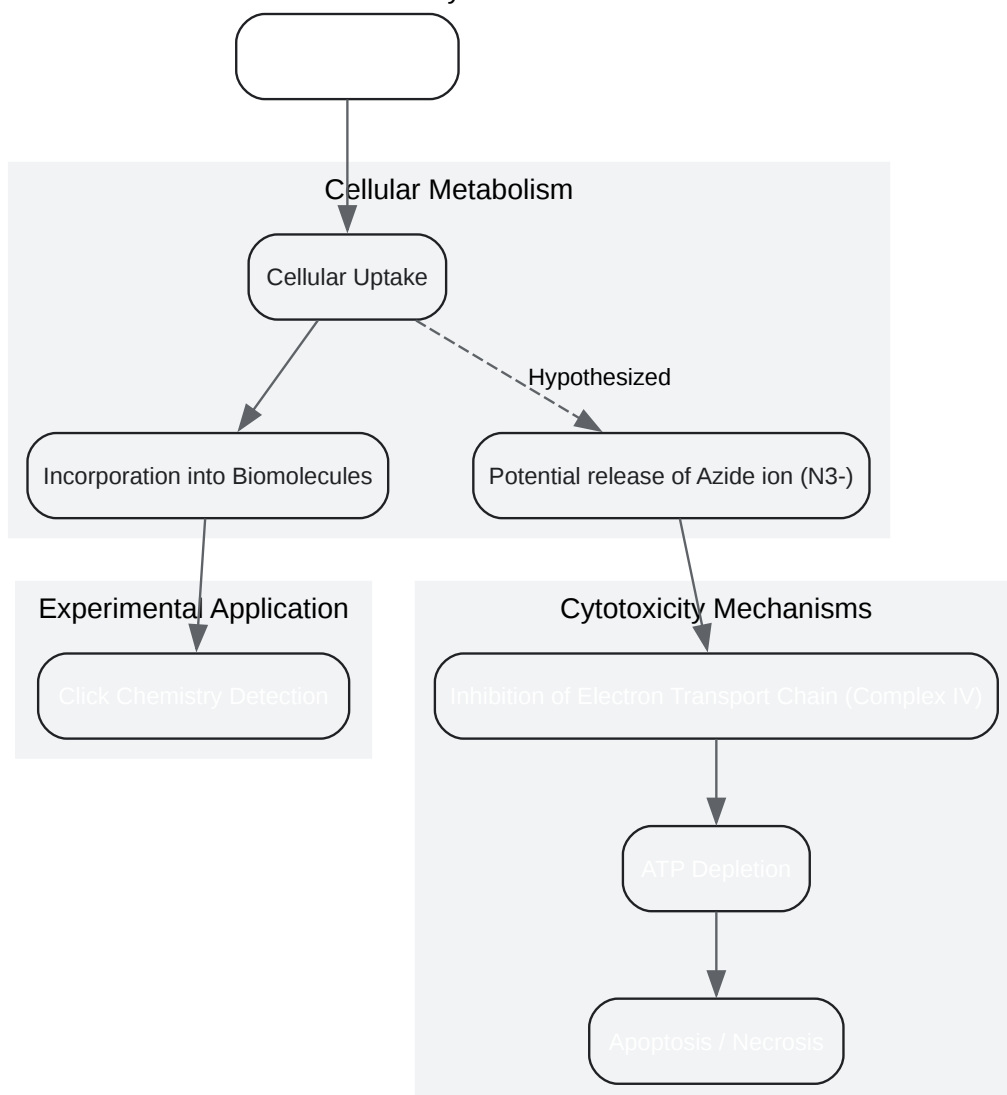 Cellular Metabolism
Cellular Uptake
Hypothesized
Incorporation into Biomolecules
Potential release of Azide ion (N3-)
Experimental Application
Cytotoxicity Mechanisms
Click Chemistry Detection
Inhibition of Electron Transport Chain (Complex IV)
ATP Depletion
Apoptosis / Necrosis